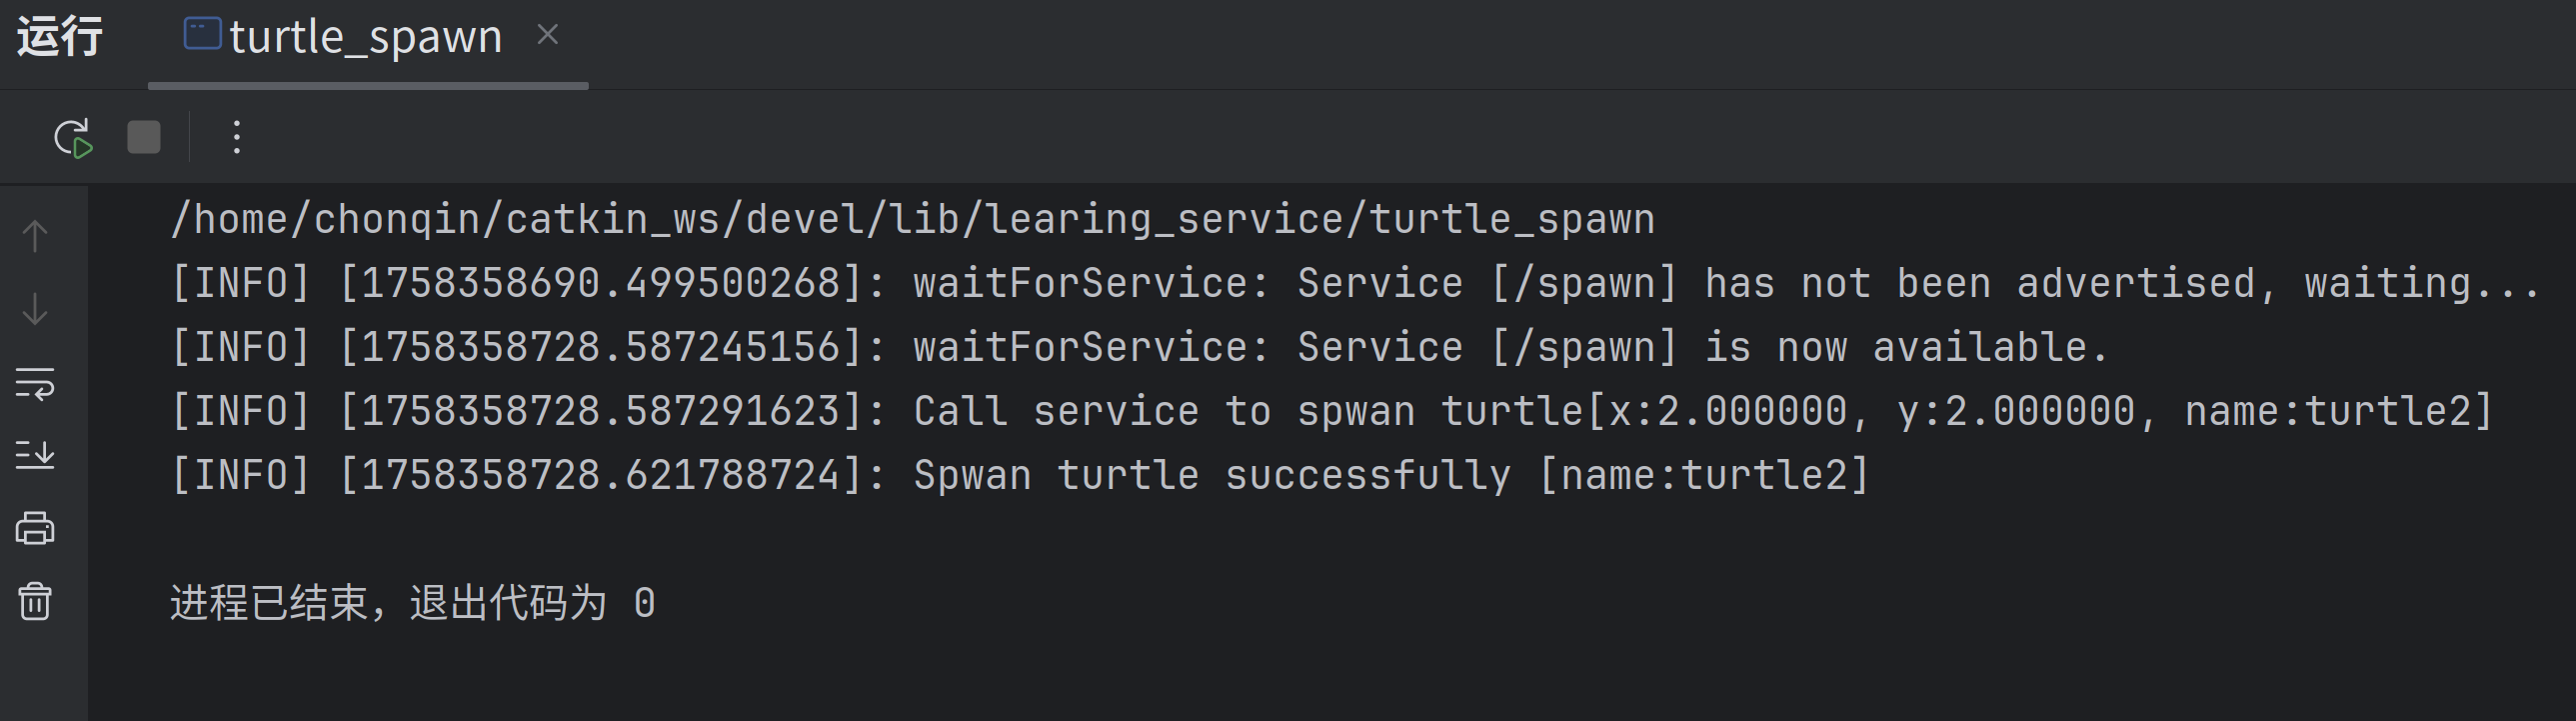 运行 turtle_spawn
/home/chonqin/catkin_ws/devel/lib/learing_service/turtle_spawn
[INFO] [1758358690.499500268]: waitForService: Service [/spawn] has not been advertised, waiting...
[INFO] [1758358728.587245156]: waitForService: Service [/spawn] is now available.
[INFO] [1758358728.587291623]: Call service to spwan turtle[x:2.000000, y:2.000000, name:turtle2]
[INFO] [1758358728.621788724]: Spwan turtle successfully [name:turtle2]
进程已结束，退出代码为 0